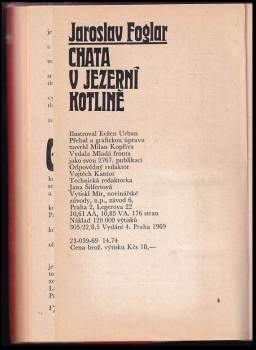 Jaroslav Foglar
CHATA
V JEZERNÍ
KOTLINĚ
Ilustroval Evžen Urban
Přebal a grafickou úpravu
navrhl Milan Kopřiva
Vydala Mladá fronta
jako svou 2767. publikaci
Odpovědný redaktor
Vojtěch Kantor
Technická redaktorka
Jana Šilfertová
Vytiskl Mír, novinářské
závody, n.p., závod 6,
Praha 2, Legerova 22
10,61 AA, 10,85 VA. 176 stran
Náklad 120 000 výtisků
305/22/8.5 Vydání 4. Praha 1969
23-039-69 14.74
Cena brož. výtisku Kčs 18,—